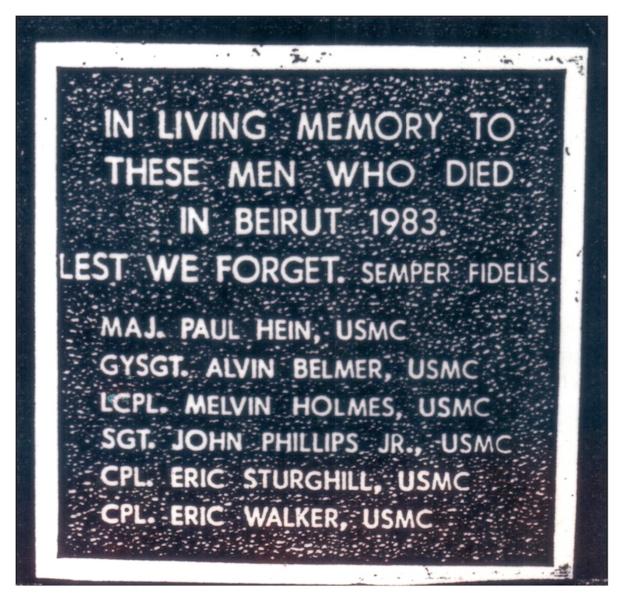 IN LIVING MEMORY TO
THESE MEN WHO DIED
IN BEIRUT 1983.
LEST WE FORGET. SEMPER FIDELIS.
MAJ. PAUL HEIN, USMC
GYSGT. ALVIN BELMER, USMC
LCPL. MELVIN HOLMES, USMC
SGT. JOHN PHILLIPS JR., USMC
CPL. ERIC STURGHILL, USMC
CPL. ERIC WALKER, USMC